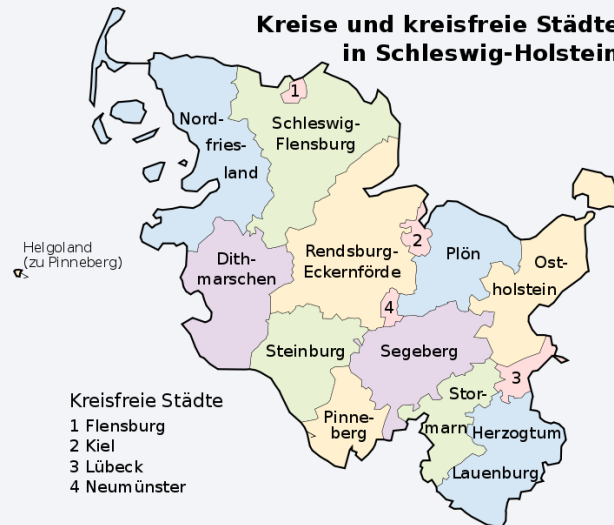 Kreise und kreisfreie Städte
in Schleswig-Holstein
1
Nord-
fries-
land
Schleswig-
Flensburg
Helgoland
(zu Pinneberg)
Dith-
marschen
Rendsburg-
Eckernförde
2
Plön
Ost-
holstein
4
Steinburg
Segeberg
3
Stor-
marn
Pinne-
berg
Herzogtum
Lauenburg
Kreisfreie Städte
1 Flensburg
2 Kiel
3 Lübeck
4 Neumünster